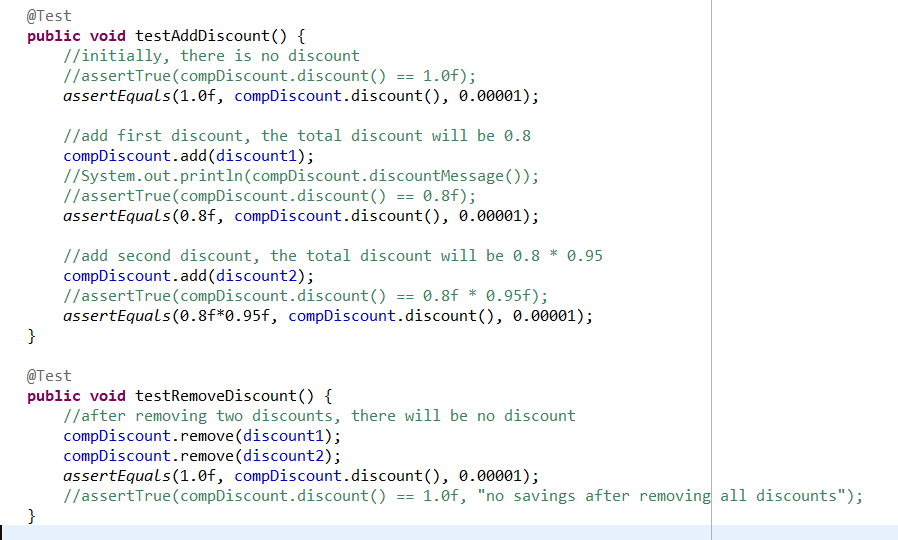 @Test
public void testAddDiscount() {
//initially, there is no discount
//assertTrue(compDiscount.discount() == 1.0f);
assertEquals(1.0f, compDiscount.discount(), 0.00001);
//add first discount, the total discount will be 0.8
compDiscount.add(discount1);
//System.out.println(compDiscount.discountMessage());
//assertTrue(compDiscount.discount() == 0.8f);
assertEquals(0.8f, compDiscount.discount(), 0.00001);
//add second discount, the total discount will be 0.8 * 0.95
compDiscount.add(discount2);
//assertTrue(compDiscount.discount() == 0.8f * 0.95f);
assertEquals(0.8f*0.95f, compDiscount.discount(), 0.00001);
}
@Test
public void testRemoveDiscount() {
//after removing two discounts, there will be no discount
compDiscount.remove(discount1);
compDiscount.remove(discount2);
assertEquals(1.0f, compDiscount.discount(), 0.00001);
//assertTrue(compDiscount.discount() == 1.0f, "no savings after removing all discounts");
}